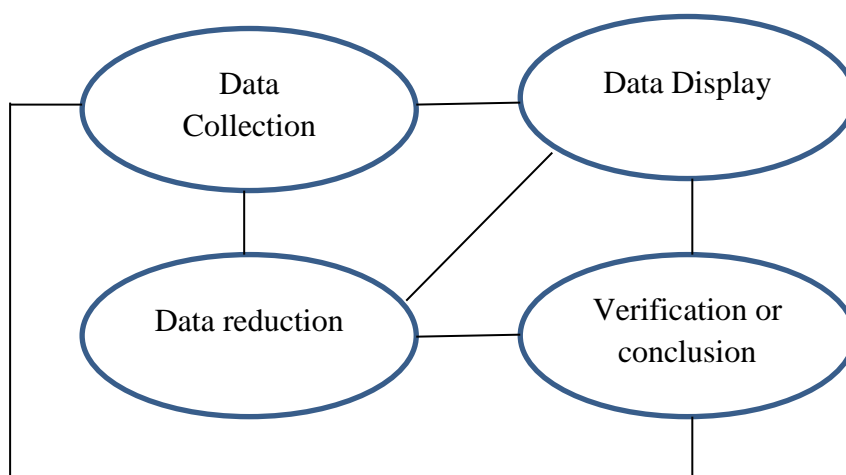 Data
Collection
Data Display
Data reduction
Verification or
conclusion